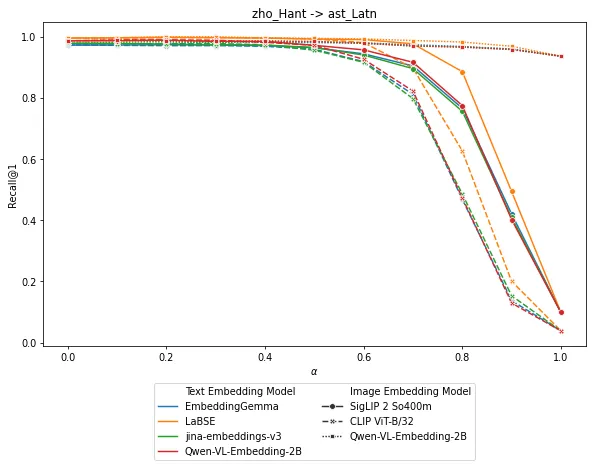 zho_Hant -> ast_Latn
1.0
0.8
0.6
0.4
0.2
0.0
Recall@1
0.0 0.2 0.4 0.6 0.8 1.0
α
Text Embedding Model
EmbeddingGemma
LaBSE
jina-embeddings-v3
Qwen-VL-Embedding-2B
Image Embedding Model
SigLIP 2 So400m
CLIP ViT-B/32
Qwen-VL-Embedding-2B